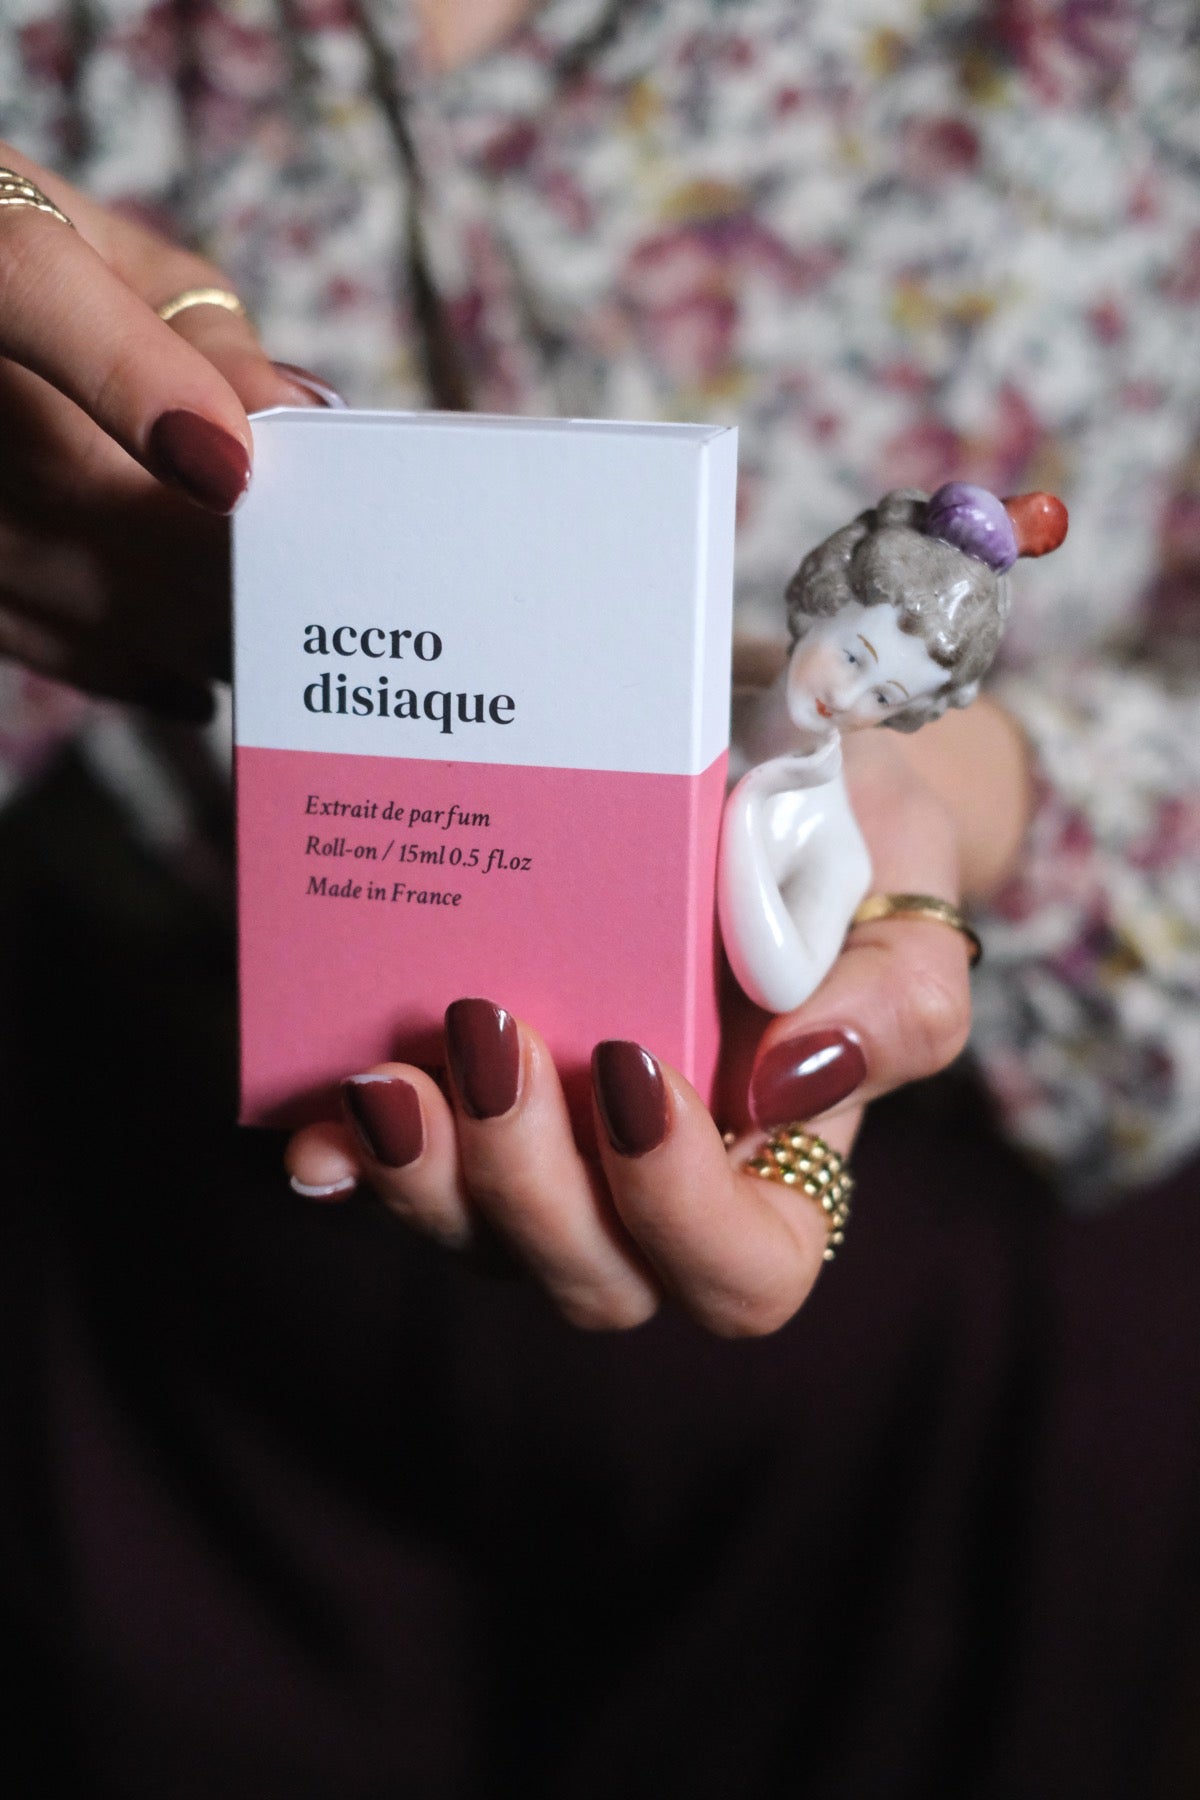 accro
disiaque
Extrait de parfum
Roll-on / 15ml 0.5 fl.oz
Made in France